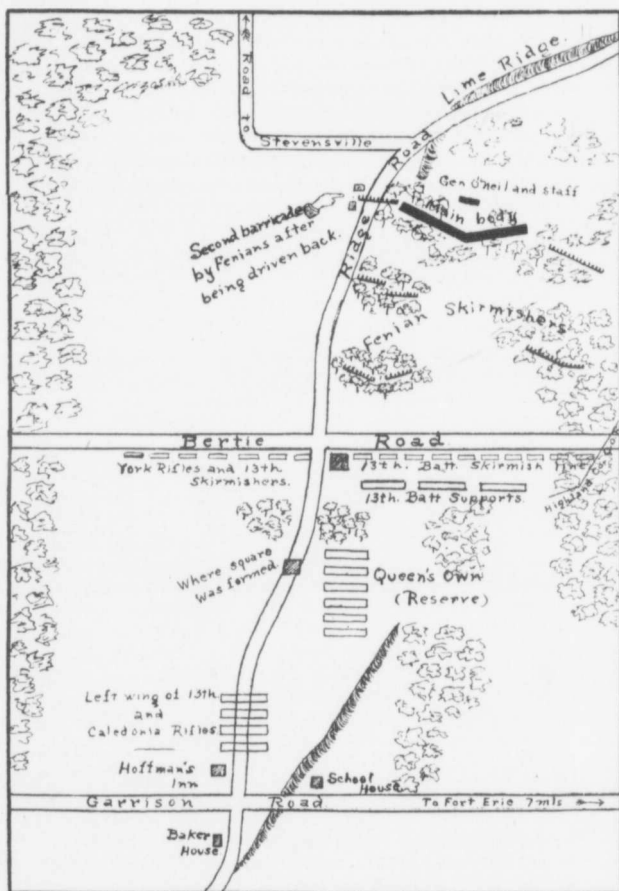 Road to
Stevensville
Lime Ridge.
Ridge Road
Gen O'neil and staff
Main body
Second barricade
by Fenians after
being driven back.
Fenian Skirmishers
Bertie Road
York Rifles and 13th
Skirmishers.
13th. Batt Skirmish Line
13th. Batt Supports.
Highland Road
Where square
was formed
Queen's Own
(Reserve)
Left wing of 13th
and
Caledonia Rifles
Hoffman's
Inn
School
House
Garrison Road
To Fort Erie 7 mls
Baker
House